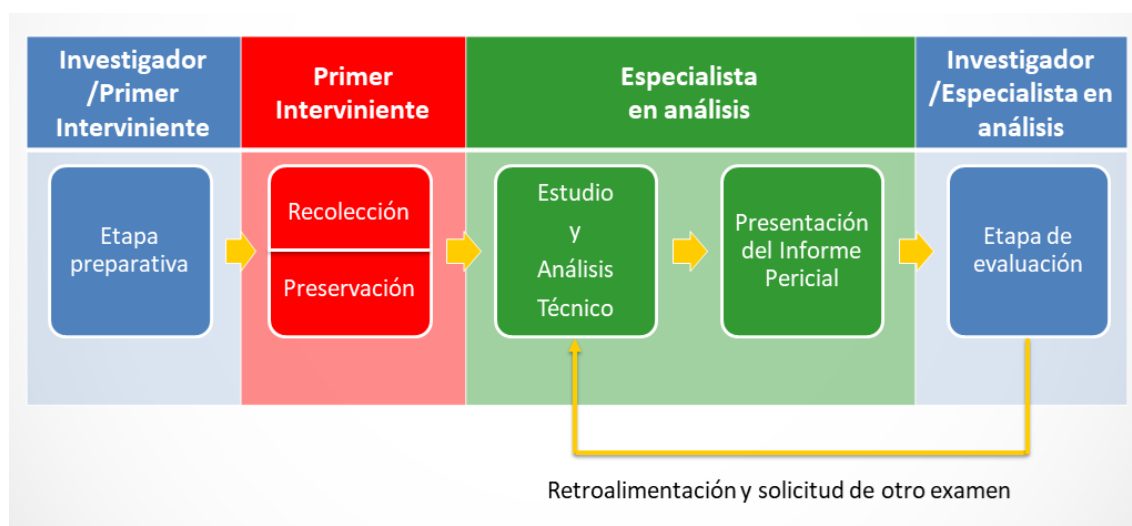 Investigador
/Primer
Interviniente
Primer
Interviniente
Especialista
en análisis
Investigador
/Especialista en
análisis
Etapa
preparativa
Recolección
Preservación
Estudio
y
Análisis
Técnico
Presentación
del Informe
Pericial
Etapa de
evaluación
Retroalimentación y solicitud de otro examen